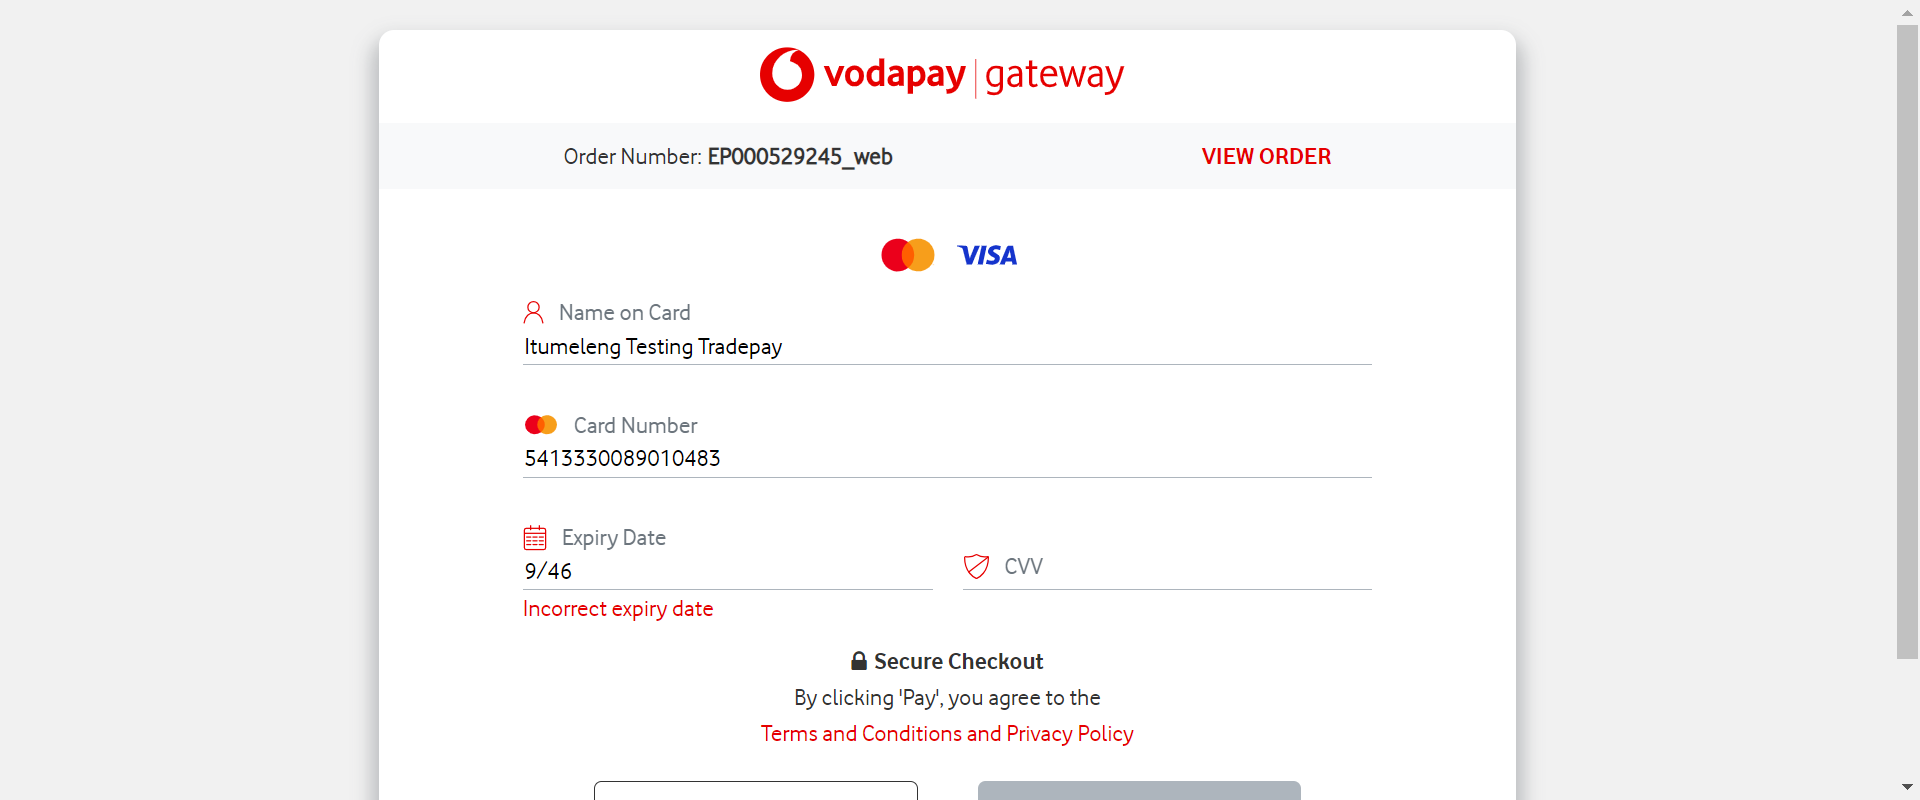 vodapay | gateway
Order Number: EP000529245_web
VIEW ORDER
VISA
Name on Card
Itumeleng Testing Tradepay
Card Number
5413330089010483
Expiry Date
9/46
CVV
Incorrect expiry date
Secure Checkout
By clicking 'Pay', you agree to the
Terms and Conditions and Privacy Policy